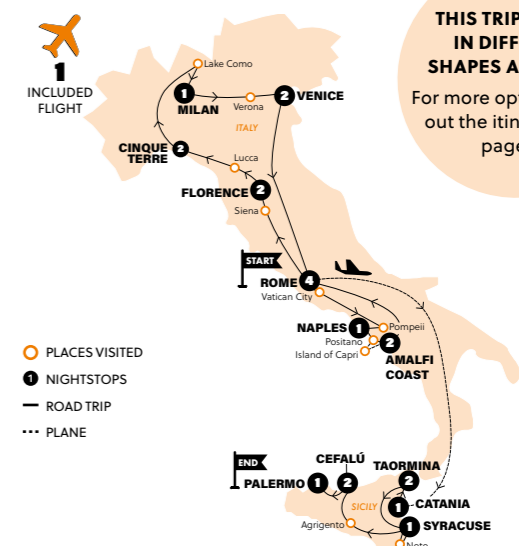 1
INCLUDED
FLIGHT
THIS TRIP
IN DIFF
SHAPES A
For more opt
out the itin
page
Lake Como
1
MILAN
Verona
2
VENICE
ITALY
CINQUE
TERRE
2
Lucca
FLORENCE
2
Siena
START
ROME
4
Vatican City
NAPLES
1
Pompeii
Positano
Island of Capri
2
AMALFI
COAST
PLACES VISITED
1 NIGHTSTOPS
ROAD TRIP
PLANE
END
PALERMO
1
CEFALÚ
2
TAORMINA
2
SICILY
1
CATANIA
Agrigento
1
SYRACUSE
Noto